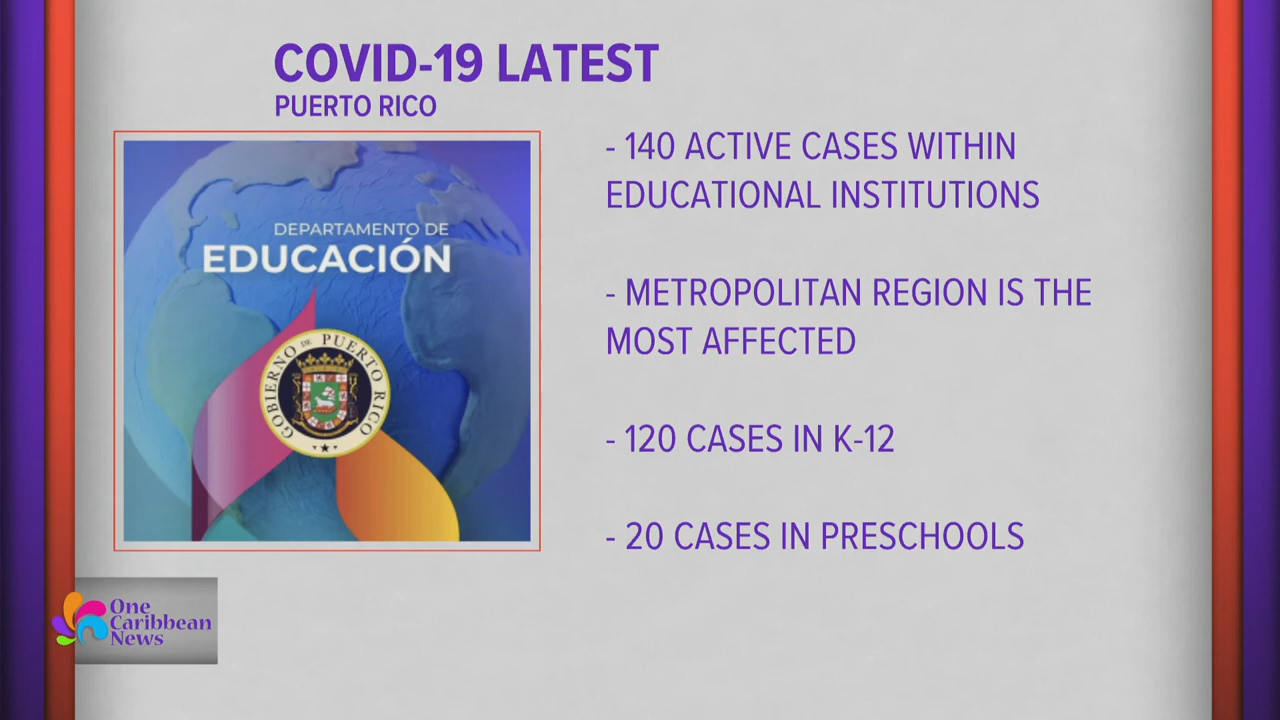 COVID-19 LATEST
PUERTO RICO
DEPARTAMENTO DE
EDUCACIÓN
GOBIERNO DE PUERTO RICO
- 140 ACTIVE CASES WITHIN
EDUCATIONAL INSTITUTIONS
- METROPOLITAN REGION IS THE
MOST AFFECTED
- 120 CASES IN K-12
- 20 CASES IN PRESCHOOLS
One
Caribbean
News